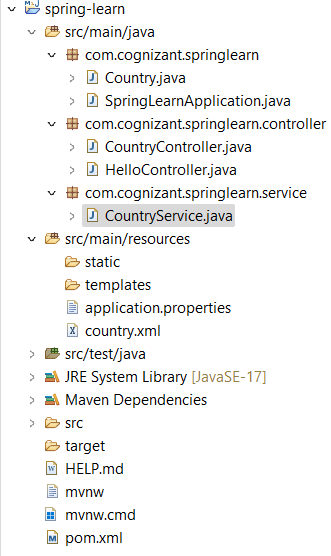 spring-learn
src/main/java
com.cognizant.springlearn
Country.java
SpringLearnApplication.java
com.cognizant.springlearn.controller
CountryController.java
HelloController.java
com.cognizant.springlearn.service
CountryService.java
src/main/resources
static
templates
application.properties
country.xml
src/test/java
JRE System Library [JavaSE-17]
Maven Dependencies
src
target
HELP.md
mvnw
mvnw.cmd
pom.xml